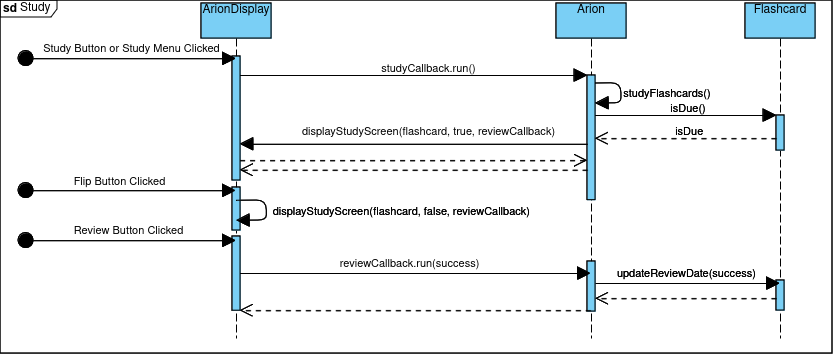 sd Study
ArionDisplay
Arion
Flashcard
Study Button or Study Menu Clicked
studyCallback.run()
studyFlashcards()
isDue()
displayStudyScreen(flashcard, true, reviewCallback)
isDue
Flip Button Clicked
displayStudyScreen(flashcard, false, reviewCallback)
Review Button Clicked
reviewCallback.run(success)
updateReviewDate(success)